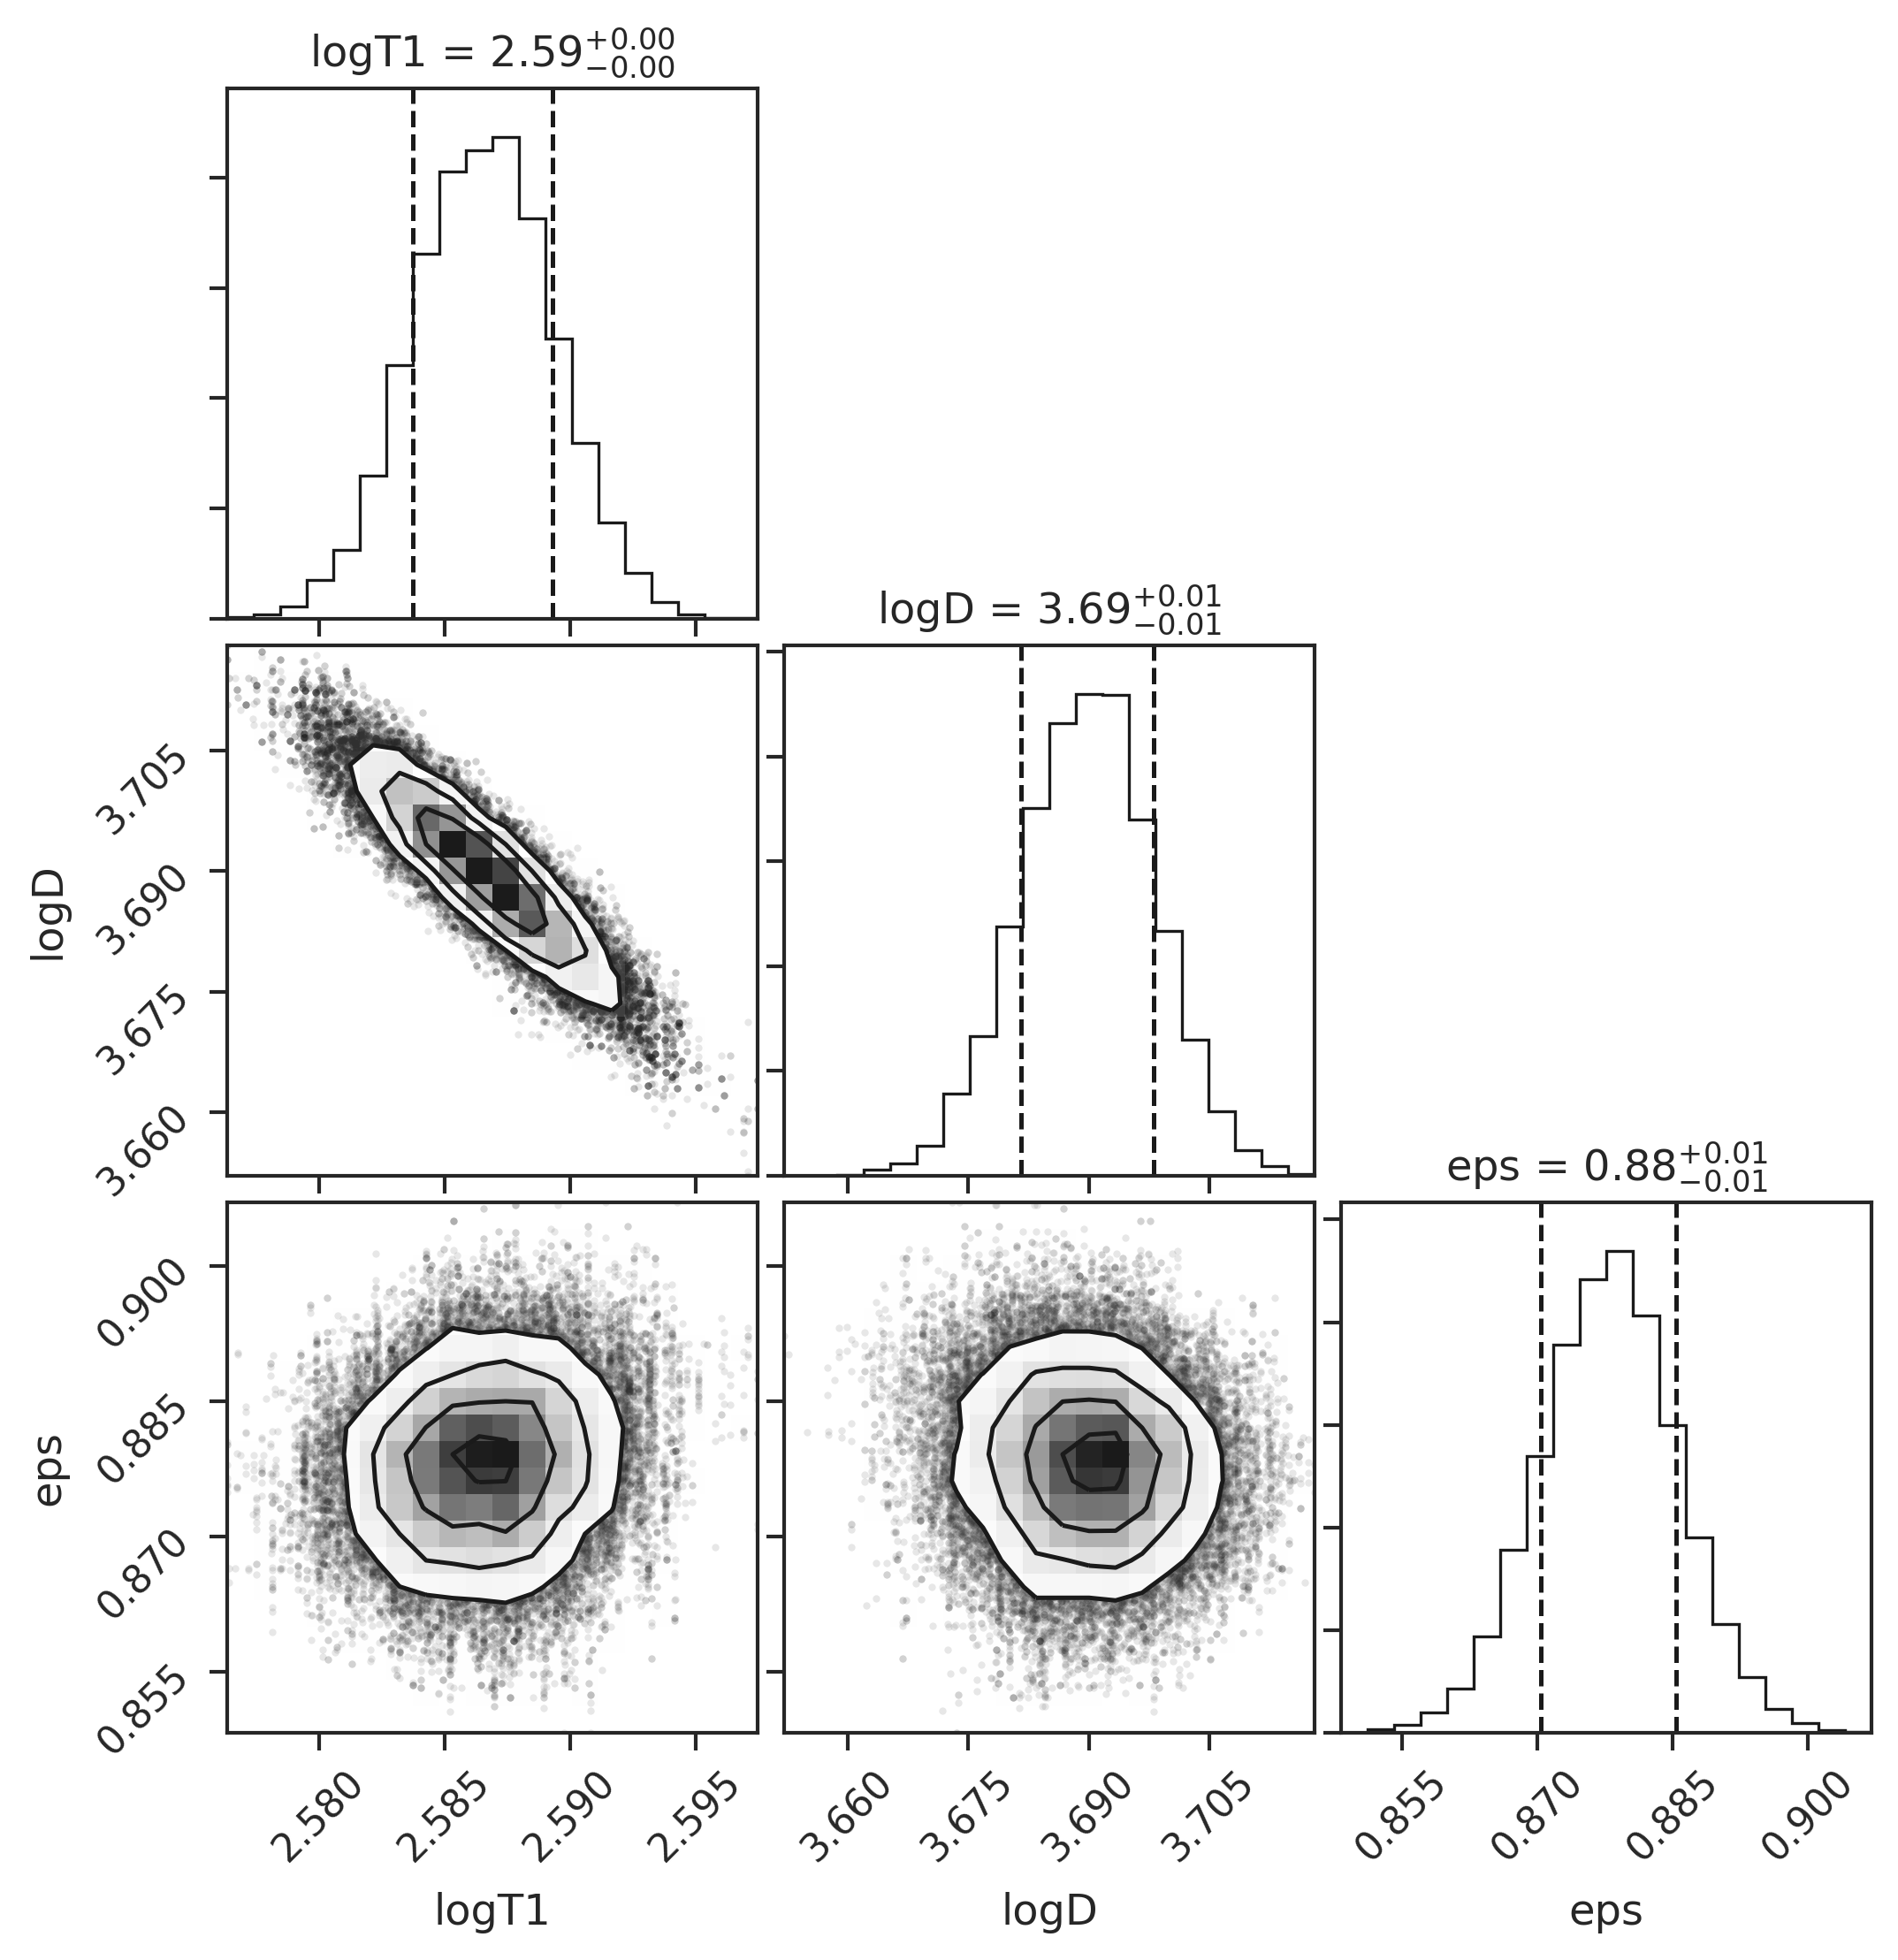 logT1 = 2.59+0.00 −0.00
logD = 3.69+0.01 −0.01
logD
3.705
3.690
3.675
3.660
eps = 0.88+0.01 −0.01
eps
0.900
0.885
0.870
0.855
2.580 2.585 2.590 2.595 3.660 3.675 3.690 3.705 0.855 0.870 0.885 0.900
logT1 logD eps